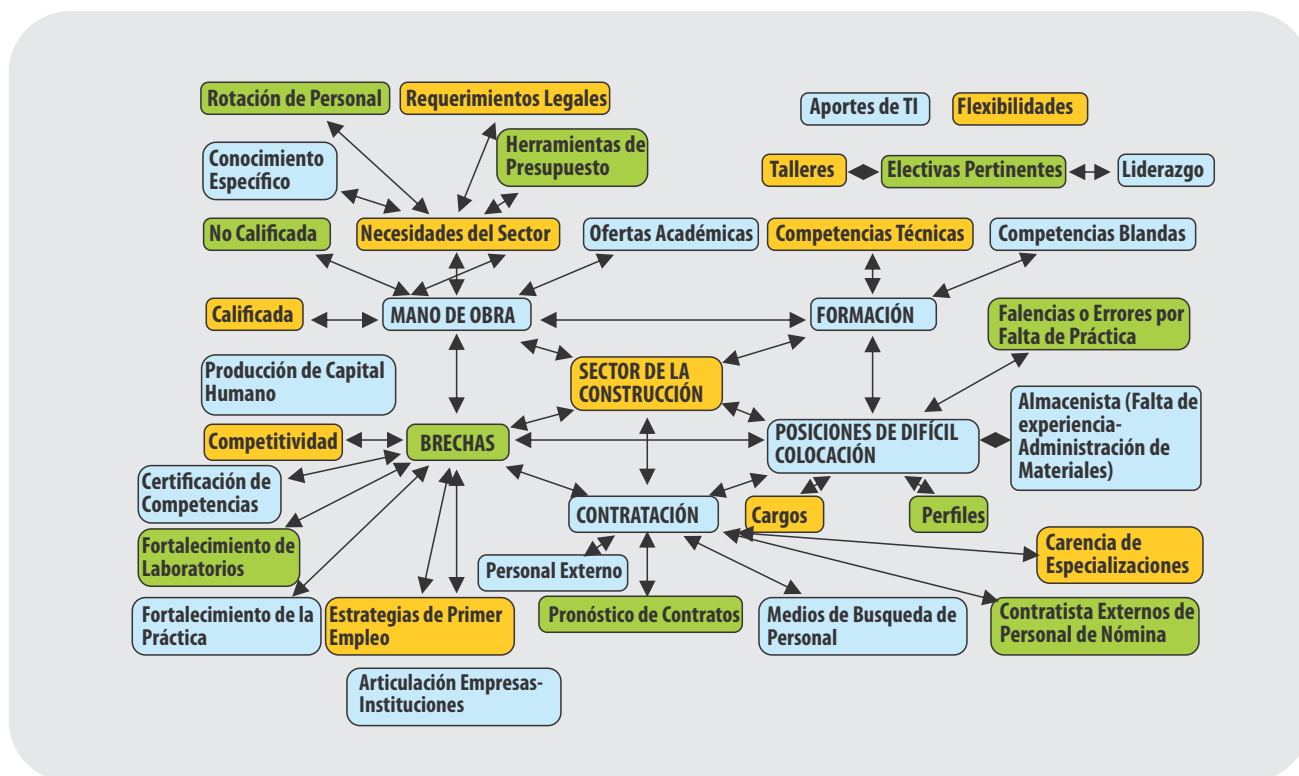 Rotación de Personal
Requerimientos Legales
Aportes de TI
Flexibilidades
Conocimiento
Específico
Herramientas de
Presupuesto
Talleres
Electivas Pertinentes
Liderazgo
No Calificada
Necesidades del Sector
Ofertas Académicas
Competencias Técnicas
Competencias Blandas
Calificada
MANO DE OBRA
FORMACIÓN
Falencias o Errores por
Falta de Práctica
Producción de Capital
Humano
SECTOR DE LA
CONSTRUCCIÓN
Almacenista (Falta de
experiencia-
Administración de
Materiales)
Competitividad
BRECHAS
POSICIONES DE DIFÍCIL
COLOCACIÓN
Certificación de
Competencias
CONTRATACIÓN
Cargos
Perfiles
Fortalecimiento de
Laboratorios
Personal Externo
Carencia de
Especializaciones
Fortalecimiento de la
Práctica
Estrategias de Primer
Empleo
Pronóstico de Contratos
Medios de Busqueda de
Personal
Contratista Externos de
Personal de Nómina
Articulación Empresas-
Instituciones